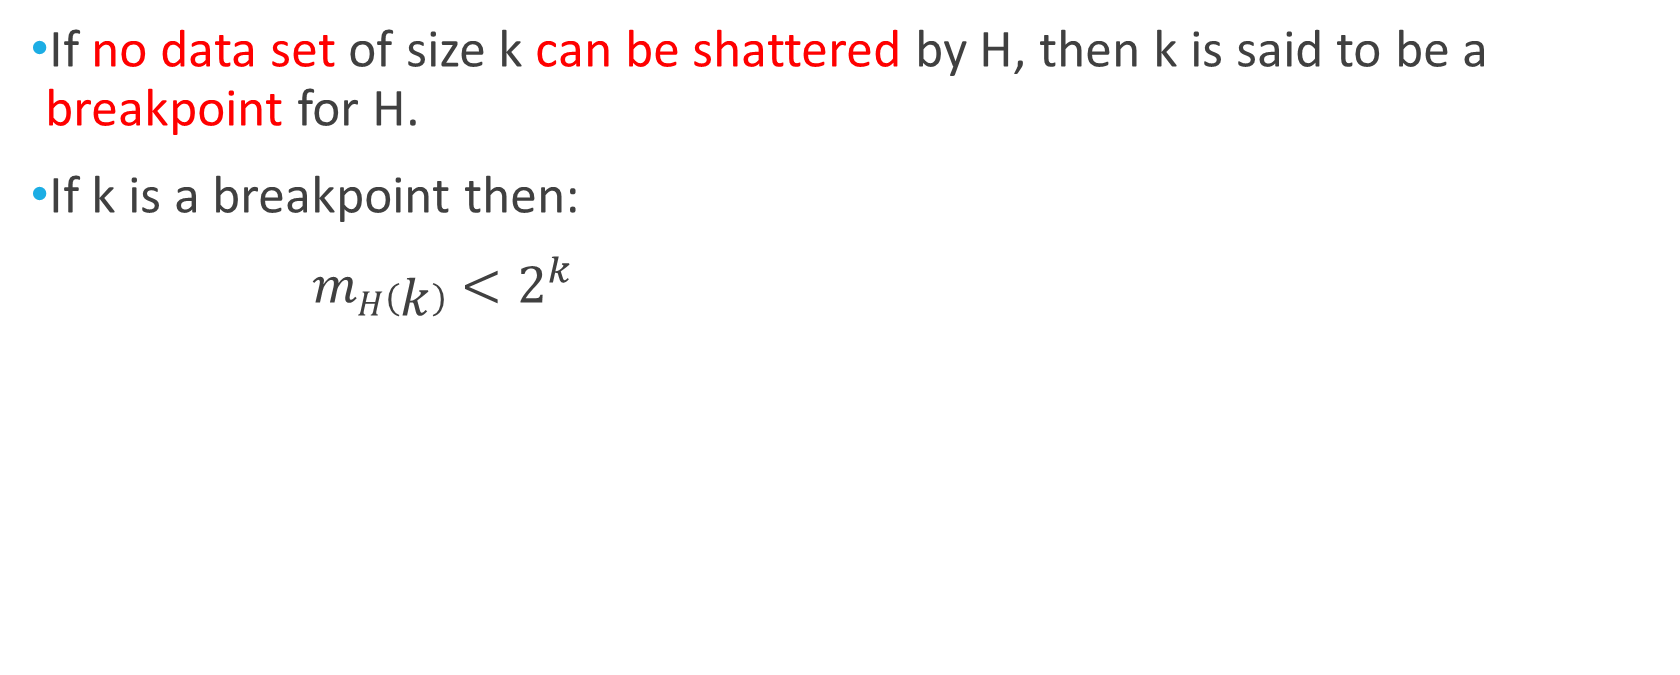 •If no data set of size k can be shattered by H, then k is said to be a
breakpoint for H.
•If k is a breakpoint then:
𝑚_𝐻(𝑘) < 2^𝑘